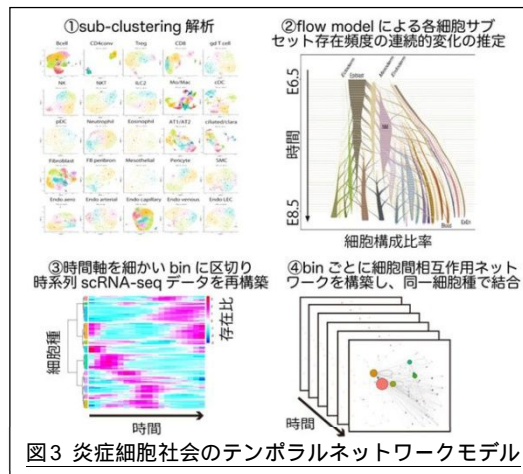 ①sub-clustering 解析
Bcell CD4conv Treg CD8 gd T cell
NK NKT ILC2 Mo/Mac cDC
pDC Neutrophil Eosinophil AT1/AT2 ciliated/clara
Fibroblast FB peribron Mesothelial Pericyte SMC
Endo aero Endo capillary Endo arterial Endo venous Endo LEC
②flow model による各細胞サブ
セット存在頻度の連続的変化の推定
Ectoderm
Mesoderm
Endoderm
E6.5
時間
E8.5
細胞構成比率
③時間軸を細かい bin に区切り
時系列 scRNA-seq データを再構築
細胞種
存在比
時間
④bin ごとに細胞間相互作用ネット
ワークを構築し、同一細胞種で結合
時間
図3 炎症細胞社会のテンポラルネットワークモデル